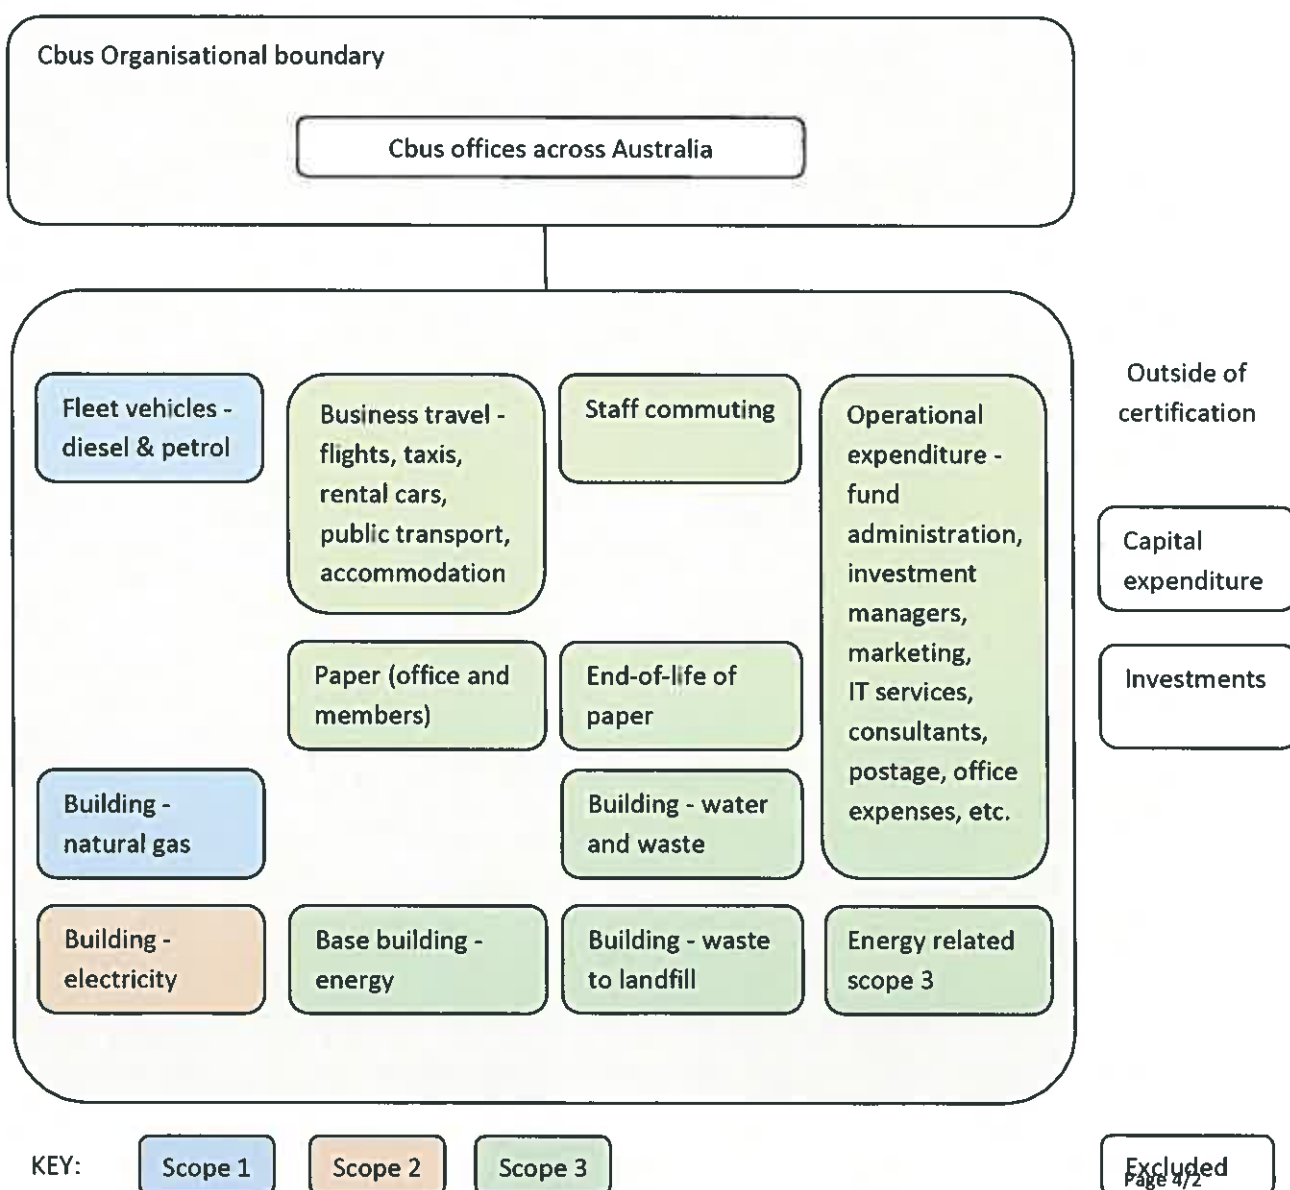 Cbus Organisational boundary
Cbus offices across Australia
Fleet vehicles -
diesel & petrol
Business travel -
flights, taxis,
rental cars,
public transport,
accommodation
Staff commuting
Operational
expenditure -
fund
administration,
investment
managers,
marketing,
IT services,
consultants,
postage, office
expenses, etc.
Outside of
certification
Capital
expenditure
Investments
Paper (office and
members)
End-of-life of
paper
Building -
natural gas
Building - water
and waste
Building -
electricity
Base building -
energy
Building - waste
to landfill
Energy related
scope 3
KEY:
Scope 1
Scope 2
Scope 3
Excluded
Page 4/2